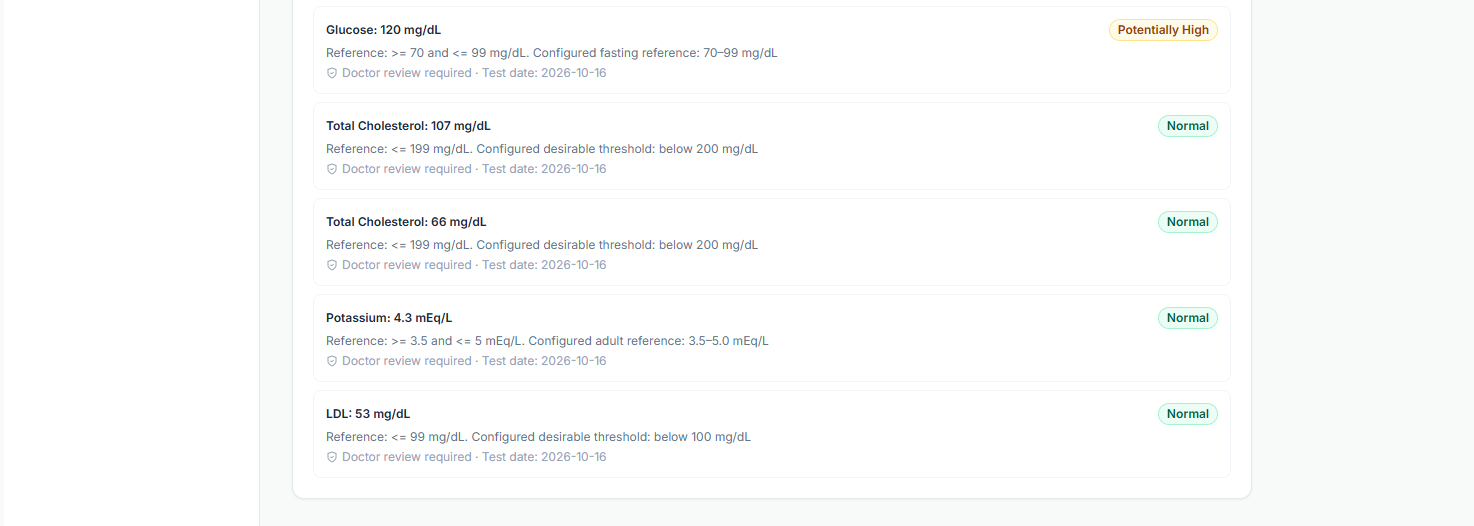 Glucose: 120 mg/dL
Potentially High
Reference: >= 70 and <= 99 mg/dL. Configured fasting reference: 70–99 mg/dL
Doctor review required · Test date: 2026-10-16
Total Cholesterol: 107 mg/dL
Normal
Reference: <= 199 mg/dL. Configured desirable threshold: below 200 mg/dL
Doctor review required · Test date: 2026-10-16
Total Cholesterol: 66 mg/dL
Normal
Reference: <= 199 mg/dL. Configured desirable threshold: below 200 mg/dL
Doctor review required · Test date: 2026-10-16
Potassium: 4.3 mEq/L
Normal
Reference: >= 3.5 and <= 5 mEq/L. Configured adult reference: 3.5–5.0 mEq/L
Doctor review required · Test date: 2026-10-16
LDL: 53 mg/dL
Normal
Reference: <= 99 mg/dL. Configured desirable threshold: below 100 mg/dL
Doctor review required · Test date: 2026-10-16